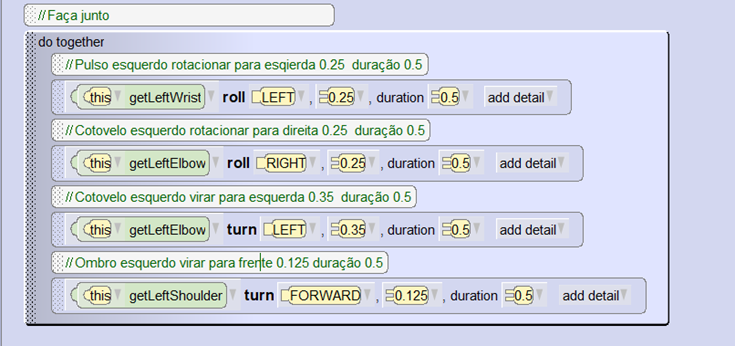 //Faça junto
do together
//Pulso esquerdo rotacionar para esqierda 0.25 duração 0.5
this getLeftWrist roll LEFT , 0.25 , duration 0.5 add detail
//Cotovelo esquerdo rotacionar para direita 0.25 duração 0.5
this getLeftElbow roll RIGHT , 0.25 , duration 0.5 add detail
//Cotovelo esquerdo virar para esquerda 0.35 duração 0.5
this getLeftElbow turn LEFT , 0.35 , duration 0.5 add detail
//Ombro esquerdo virar para frente 0.125 duração 0.5
this getLeftShoulder turn FORWARD , 0.125 , duration 0.5 add detail